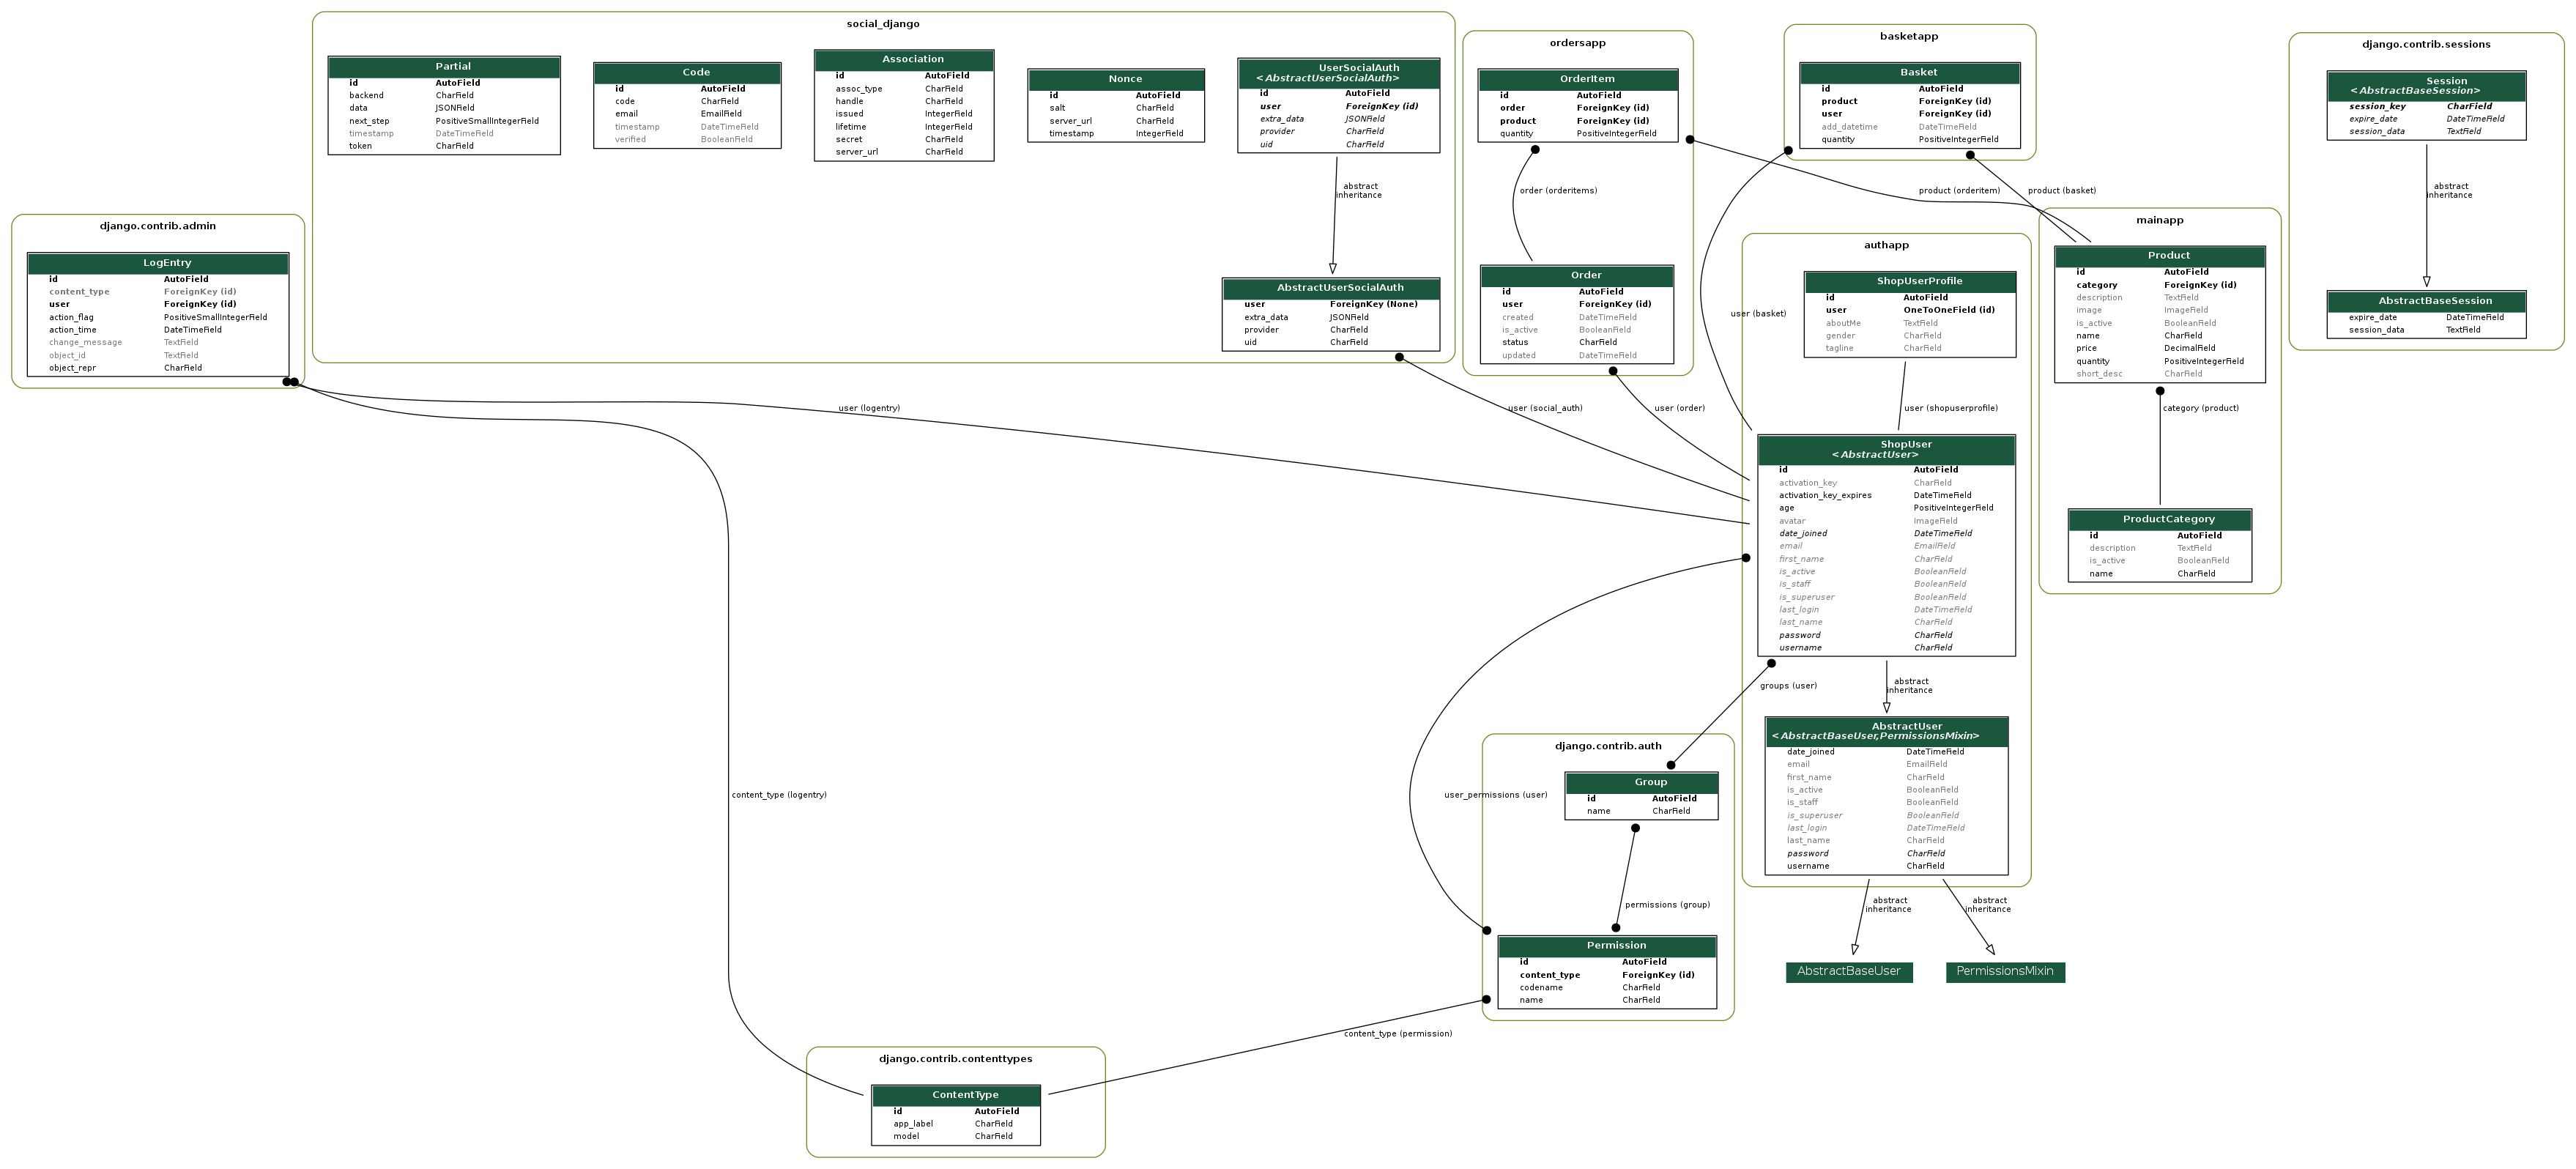 social_django
Partial
id AutoField
backend CharField
data JSONField
next_step PositiveSmallIntegerField
timestamp DateTimeField
token CharField
Code
id AutoField
code CharField
email EmailField
timestamp DateTimeField
verified BooleanField
Association
id AutoField
assoc_type CharField
handle CharField
issued IntegerField
lifetime IntegerField
secret CharField
server_url CharField
Nonce
id AutoField
salt CharField
server_url CharField
timestamp IntegerField
UserSocialAuth
<AbstractUserSocialAuth>
id AutoField
user ForeignKey (id)
extra_data JSONField
provider CharField
uid CharField
abstract
inheritance
AbstractUserSocialAuth
user ForeignKey (None)
extra_data JSONField
provider CharField
uid CharField
ordersapp
OrderItem
id AutoField
order ForeignKey (id)
product ForeignKey (id)
quantity PositiveIntegerField
order (orderitems)
Order
id AutoField
user ForeignKey (id)
created DateTimeField
is_active BooleanField
status CharField
updated DateTimeField
basketapp
Basket
id AutoField
product ForeignKey (id)
user ForeignKey (id)
add_datetime DateTimeField
quantity PositiveIntegerField
product (orderitem)
product (basket)
user (basket)
django.contrib.sessions
Session
<AbstractBaseSession>
session_key CharField
expire_date DateTimeField
session_data TextField
abstract
inheritance
AbstractBaseSession
expire_date DateTimeField
session_data TextField
django.contrib.admin
LogEntry
id AutoField
content_type ForeignKey (id)
user ForeignKey (id)
action_flag PositiveSmallIntegerField
action_time DateTimeField
change_message TextField
object_id TextField
object_repr CharField
mainapp
Product
id AutoField
category ForeignKey (id)
description TextField
image ImageField
is_active BooleanField
name CharField
price DecimalField
quantity PositiveIntegerField
short_desc CharField
category (product)
ProductCategory
id AutoField
description TextField
is_active BooleanField
name CharField
authapp
ShopUserProfile
id AutoField
user OneToOneField (id)
aboutMe TextField
gender CharField
tagline CharField
user (logentry)
user (social_auth)
user (order)
user (shopuserprofile)
ShopUser
<AbstractUser>
id AutoField
activation_key CharField
activation_key_expires DateTimeField
age PositiveIntegerField
avatar ImageField
date_joined DateTimeField
email EmailField
first_name CharField
is_active BooleanField
is_staff BooleanField
is_superuser BooleanField
last_login DateTimeField
last_name CharField
password CharField
username CharField
groups (user)
abstract
inheritance
AbstractUser
<AbstractBaseUser,PermissionsMixin>
date_joined DateTimeField
email EmailField
first_name CharField
is_active BooleanField
is_staff BooleanField
is_superuser BooleanField
last_login DateTimeField
last_name CharField
password CharField
username CharField
abstract
inheritance
abstract
inheritance
AbstractBaseUser
PermissionsMixin
django.contrib.auth
Group
id AutoField
name CharField
content_type (logentry)
user_permissions (user)
permissions (group)
Permission
id AutoField
content_type ForeignKey (id)
codename CharField
name CharField
content_type (permission)
django.contrib.contenttypes
ContentType
id AutoField
app_label CharField
model CharField